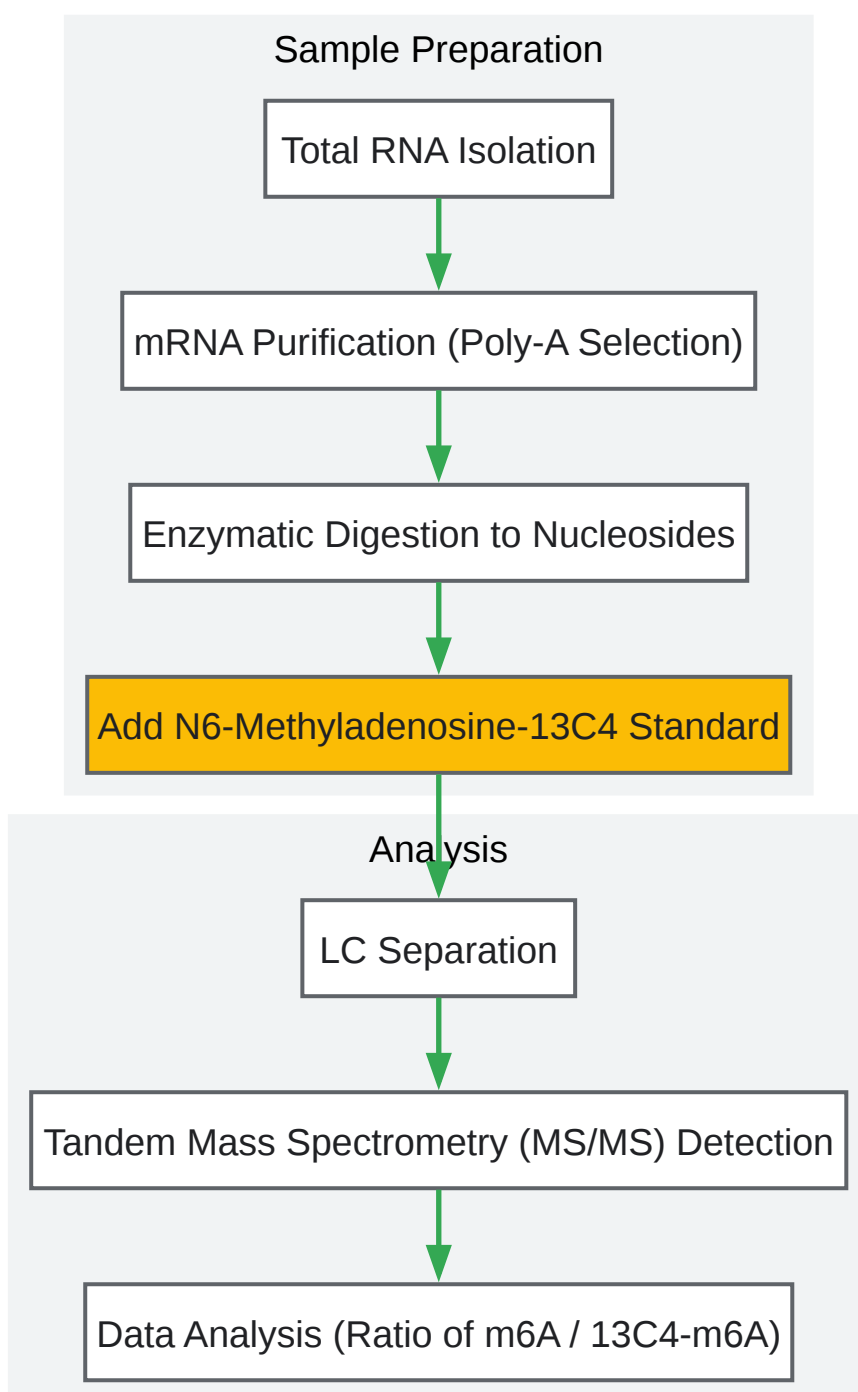 Sample Preparation
Total RNA Isolation
mRNA Purification (Poly-A Selection)
Enzymatic Digestion to Nucleosides
Add N6-Methyladenosine-13C4 Standard
Analysis
LC Separation
Tandem Mass Spectrometry (MS/MS) Detection
Data Analysis (Ratio of m6A / 13C4-m6A)